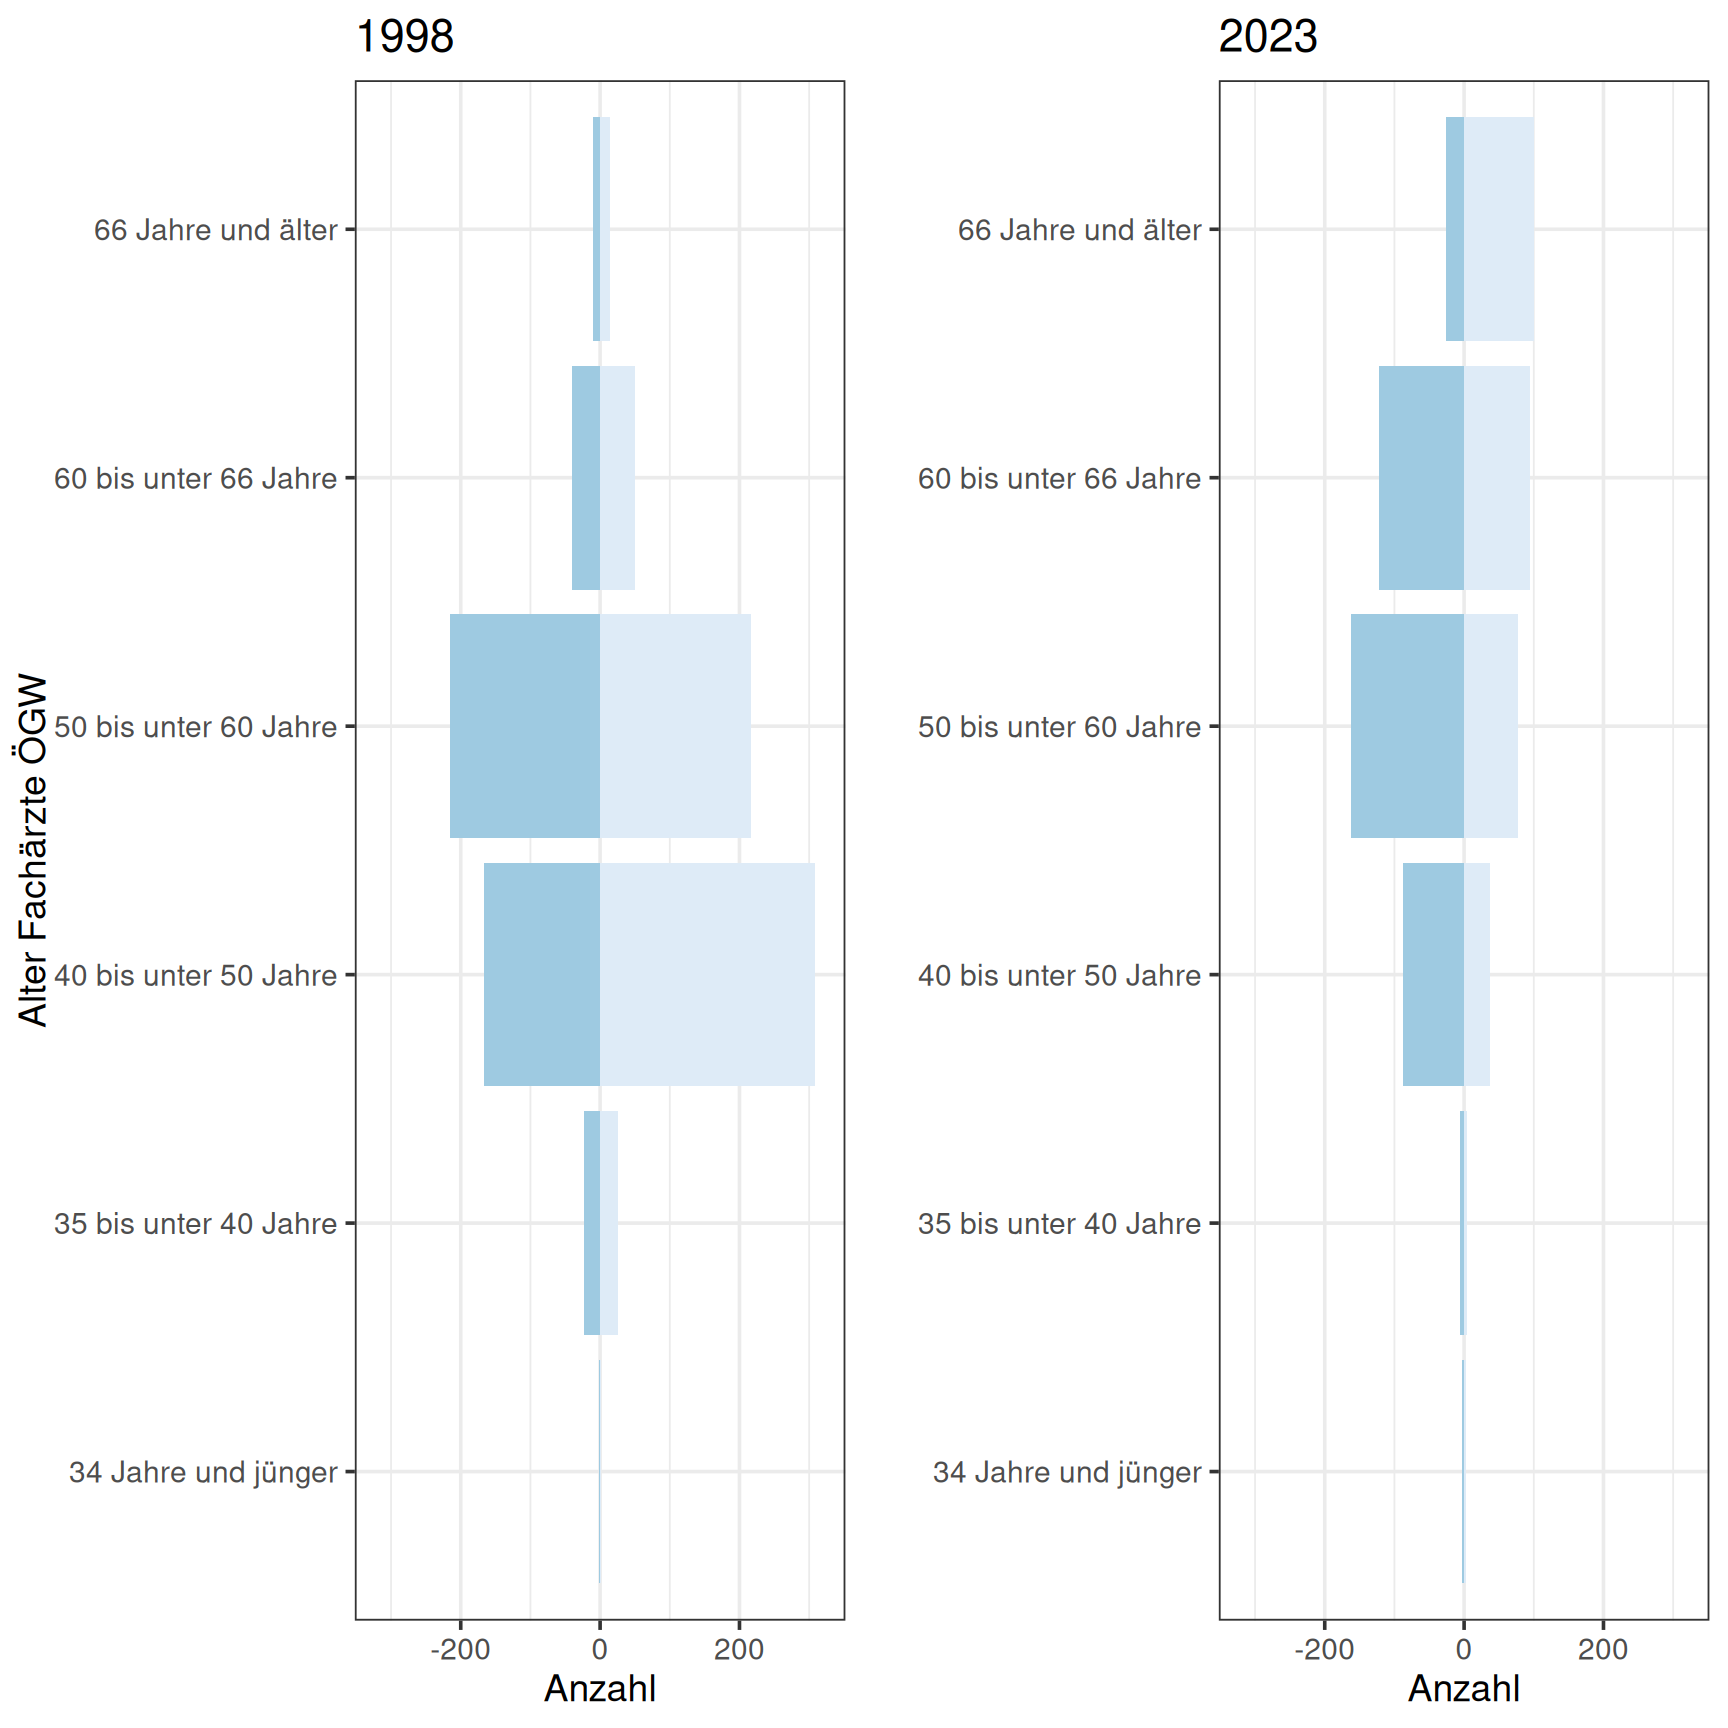 1998
66 Jahre und älter
60 bis unter 66 Jahre
50 bis unter 60 Jahre
40 bis unter 50 Jahre
35 bis unter 40 Jahre
34 Jahre und jünger
Alter Fachärzte ÖGW
-200 0 200
Anzahl
2023
66 Jahre und älter
60 bis unter 66 Jahre
50 bis unter 60 Jahre
40 bis unter 50 Jahre
35 bis unter 40 Jahre
34 Jahre und jünger
-200 0 200
Anzahl